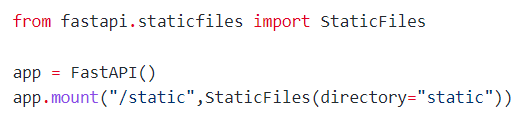 from fastapi.staticfiles import StaticFiles
app = FastAPI()
app.mount("/static",StaticFiles(directory="static"))